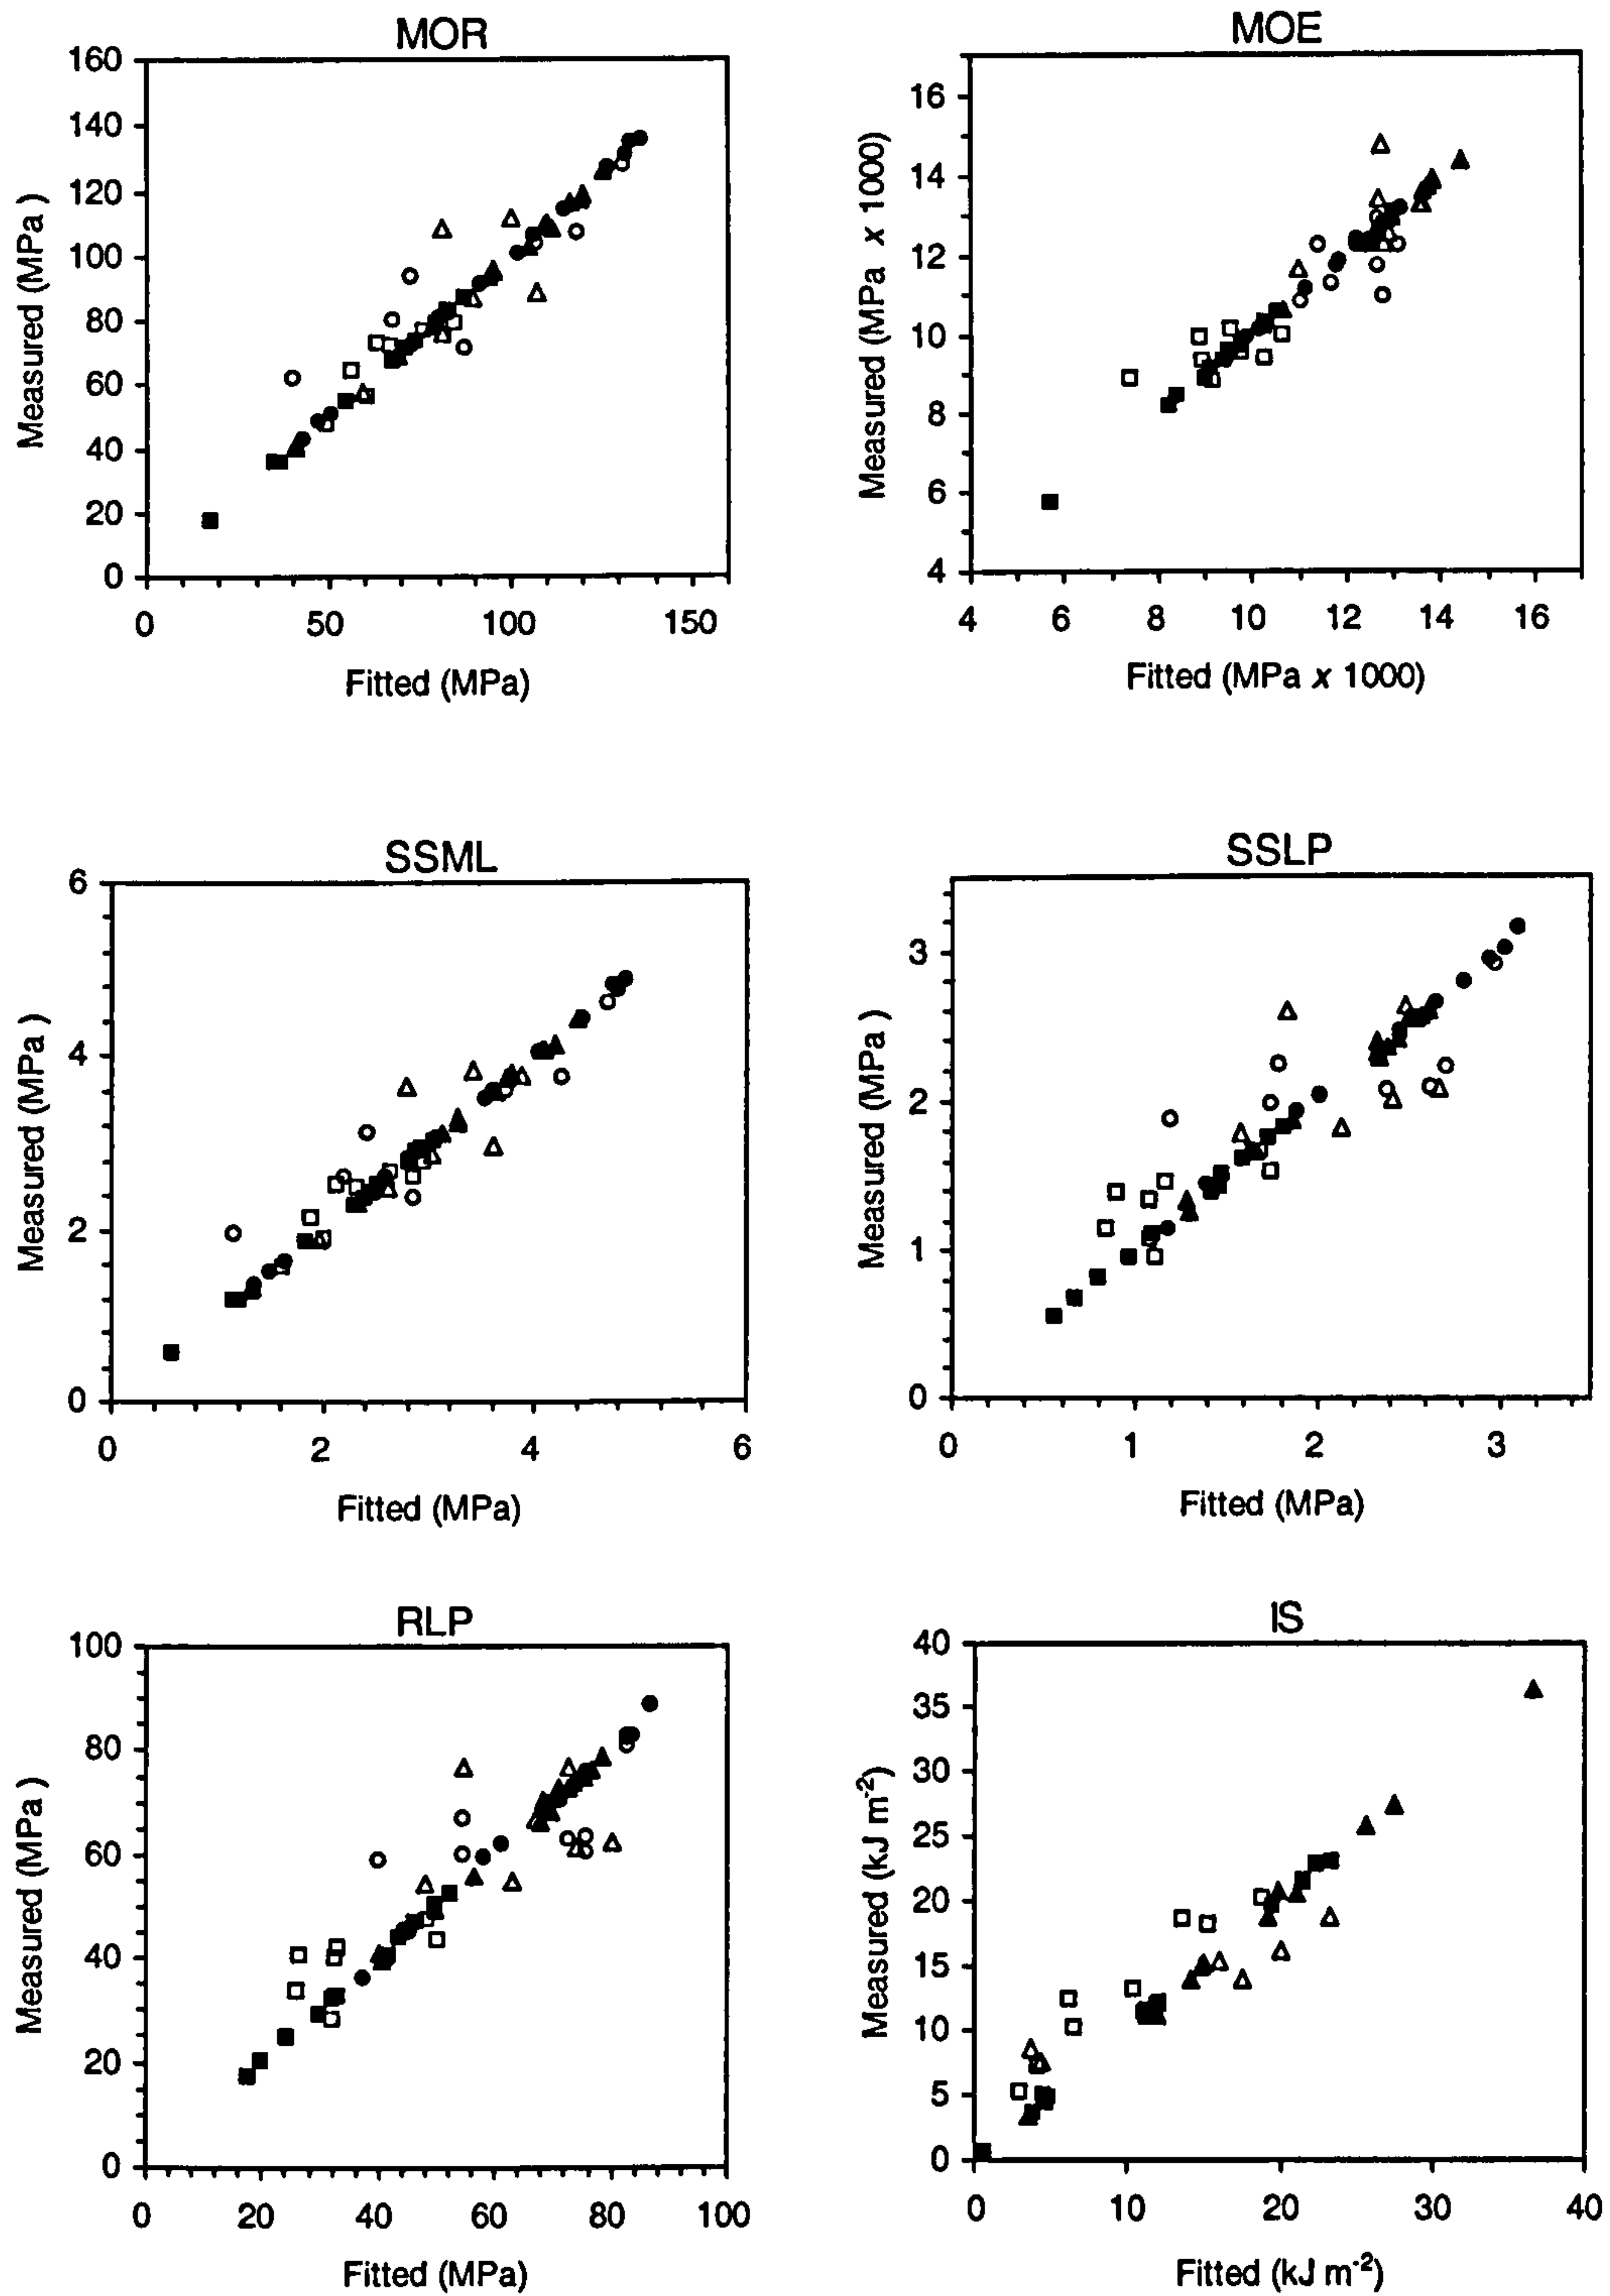 MOR
160
140
120
100
80
60
40
20
0
Measured (MPa )
0 50 100 150
Fitted (MPa)
MOE
16
14
12
10
8
6
4
Measured (MPa x 1000)
4 6 8 10 12 14 16
Fitted (MPa x 1000)
SSML
6
4
2
0
Measured (MPa )
0 2 4 6
Fitted (MPa)
SSLP
3
2
1
0
Measured (MPa )
0 1 2 3
Fitted (MPa)
RLP
100
80
60
40
20
0
Measured (MPa )
0 20 40 60 80 100
Fitted (MPa)
IS
40
35
30
25
20
15
10
5
0
Measured (kJ m-2)
0 10 20 30 40
Fitted (kJ m-2)